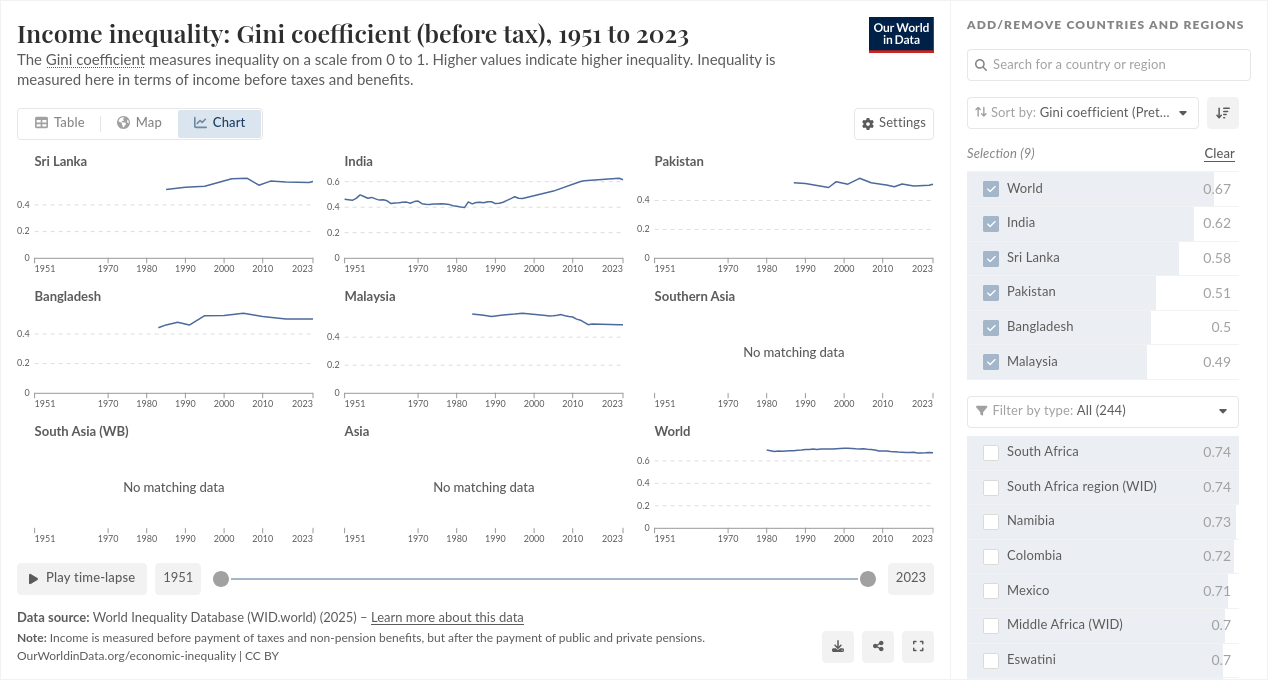 Income inequality: Gini coefficient (before tax), 1951 to 2023
The Gini coefficient measures inequality on a scale from 0 to 1. Higher values indicate higher inequality. Inequality is
measured here in terms of income before taxes and benefits.
Our World
in Data
Table
Map
Chart
Settings
Sri Lanka
0.4
0.2
0
1951 1970 1980 1990 2000 2010 2023
India
0.6
0.4
0.2
0
1951 1970 1980 1990 2000 2010 2023
Pakistan
0.4
0.2
0
1951 1970 1980 1990 2000 2010 2023
Bangladesh
0.4
0.2
0
1951 1970 1980 1990 2000 2010 2023
Malaysia
0.4
0.2
0
1951 1970 1980 1990 2000 2010 2023
Southern Asia
No matching data
1951 1970 1980 1990 2000 2010 2023
South Asia (WB)
No matching data
1951 1970 1980 1990 2000 2010 2023
Asia
No matching data
1951 1970 1980 1990 2000 2010 2023
World
0.6
0.4
0.2
0
1951 1970 1980 1990 2000 2010 2023
Play time-lapse
1951
2023
Data source: World Inequality Database (WID.world) (2025) – Learn more about this data
Note: Income is measured before payment of taxes and non-pension benefits, but after the payment of public and private pensions.
OurWorldinData.org/economic-inequality | CC BY
ADD/REMOVE COUNTRIES AND REGIONS
Search for a country or region
Sort by: Gini coefficient (Pret...
Selection (9)
Clear
World 0.67
India 0.62
Sri Lanka 0.58
Pakistan 0.51
Bangladesh 0.5
Malaysia 0.49
Filter by type: All (244)
South Africa 0.74
South Africa region (WID) 0.74
Namibia 0.73
Colombia 0.72
Mexico 0.71
Middle Africa (WID) 0.7
Eswatini 0.7